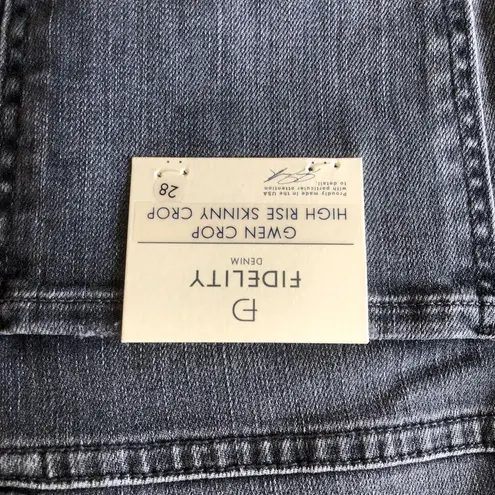 FD
FIDELITY
DENIM
GWEN CROP
HIGH RISE SKINNY CROP
Proudly made in the USA
with particular attention
to detail.
28